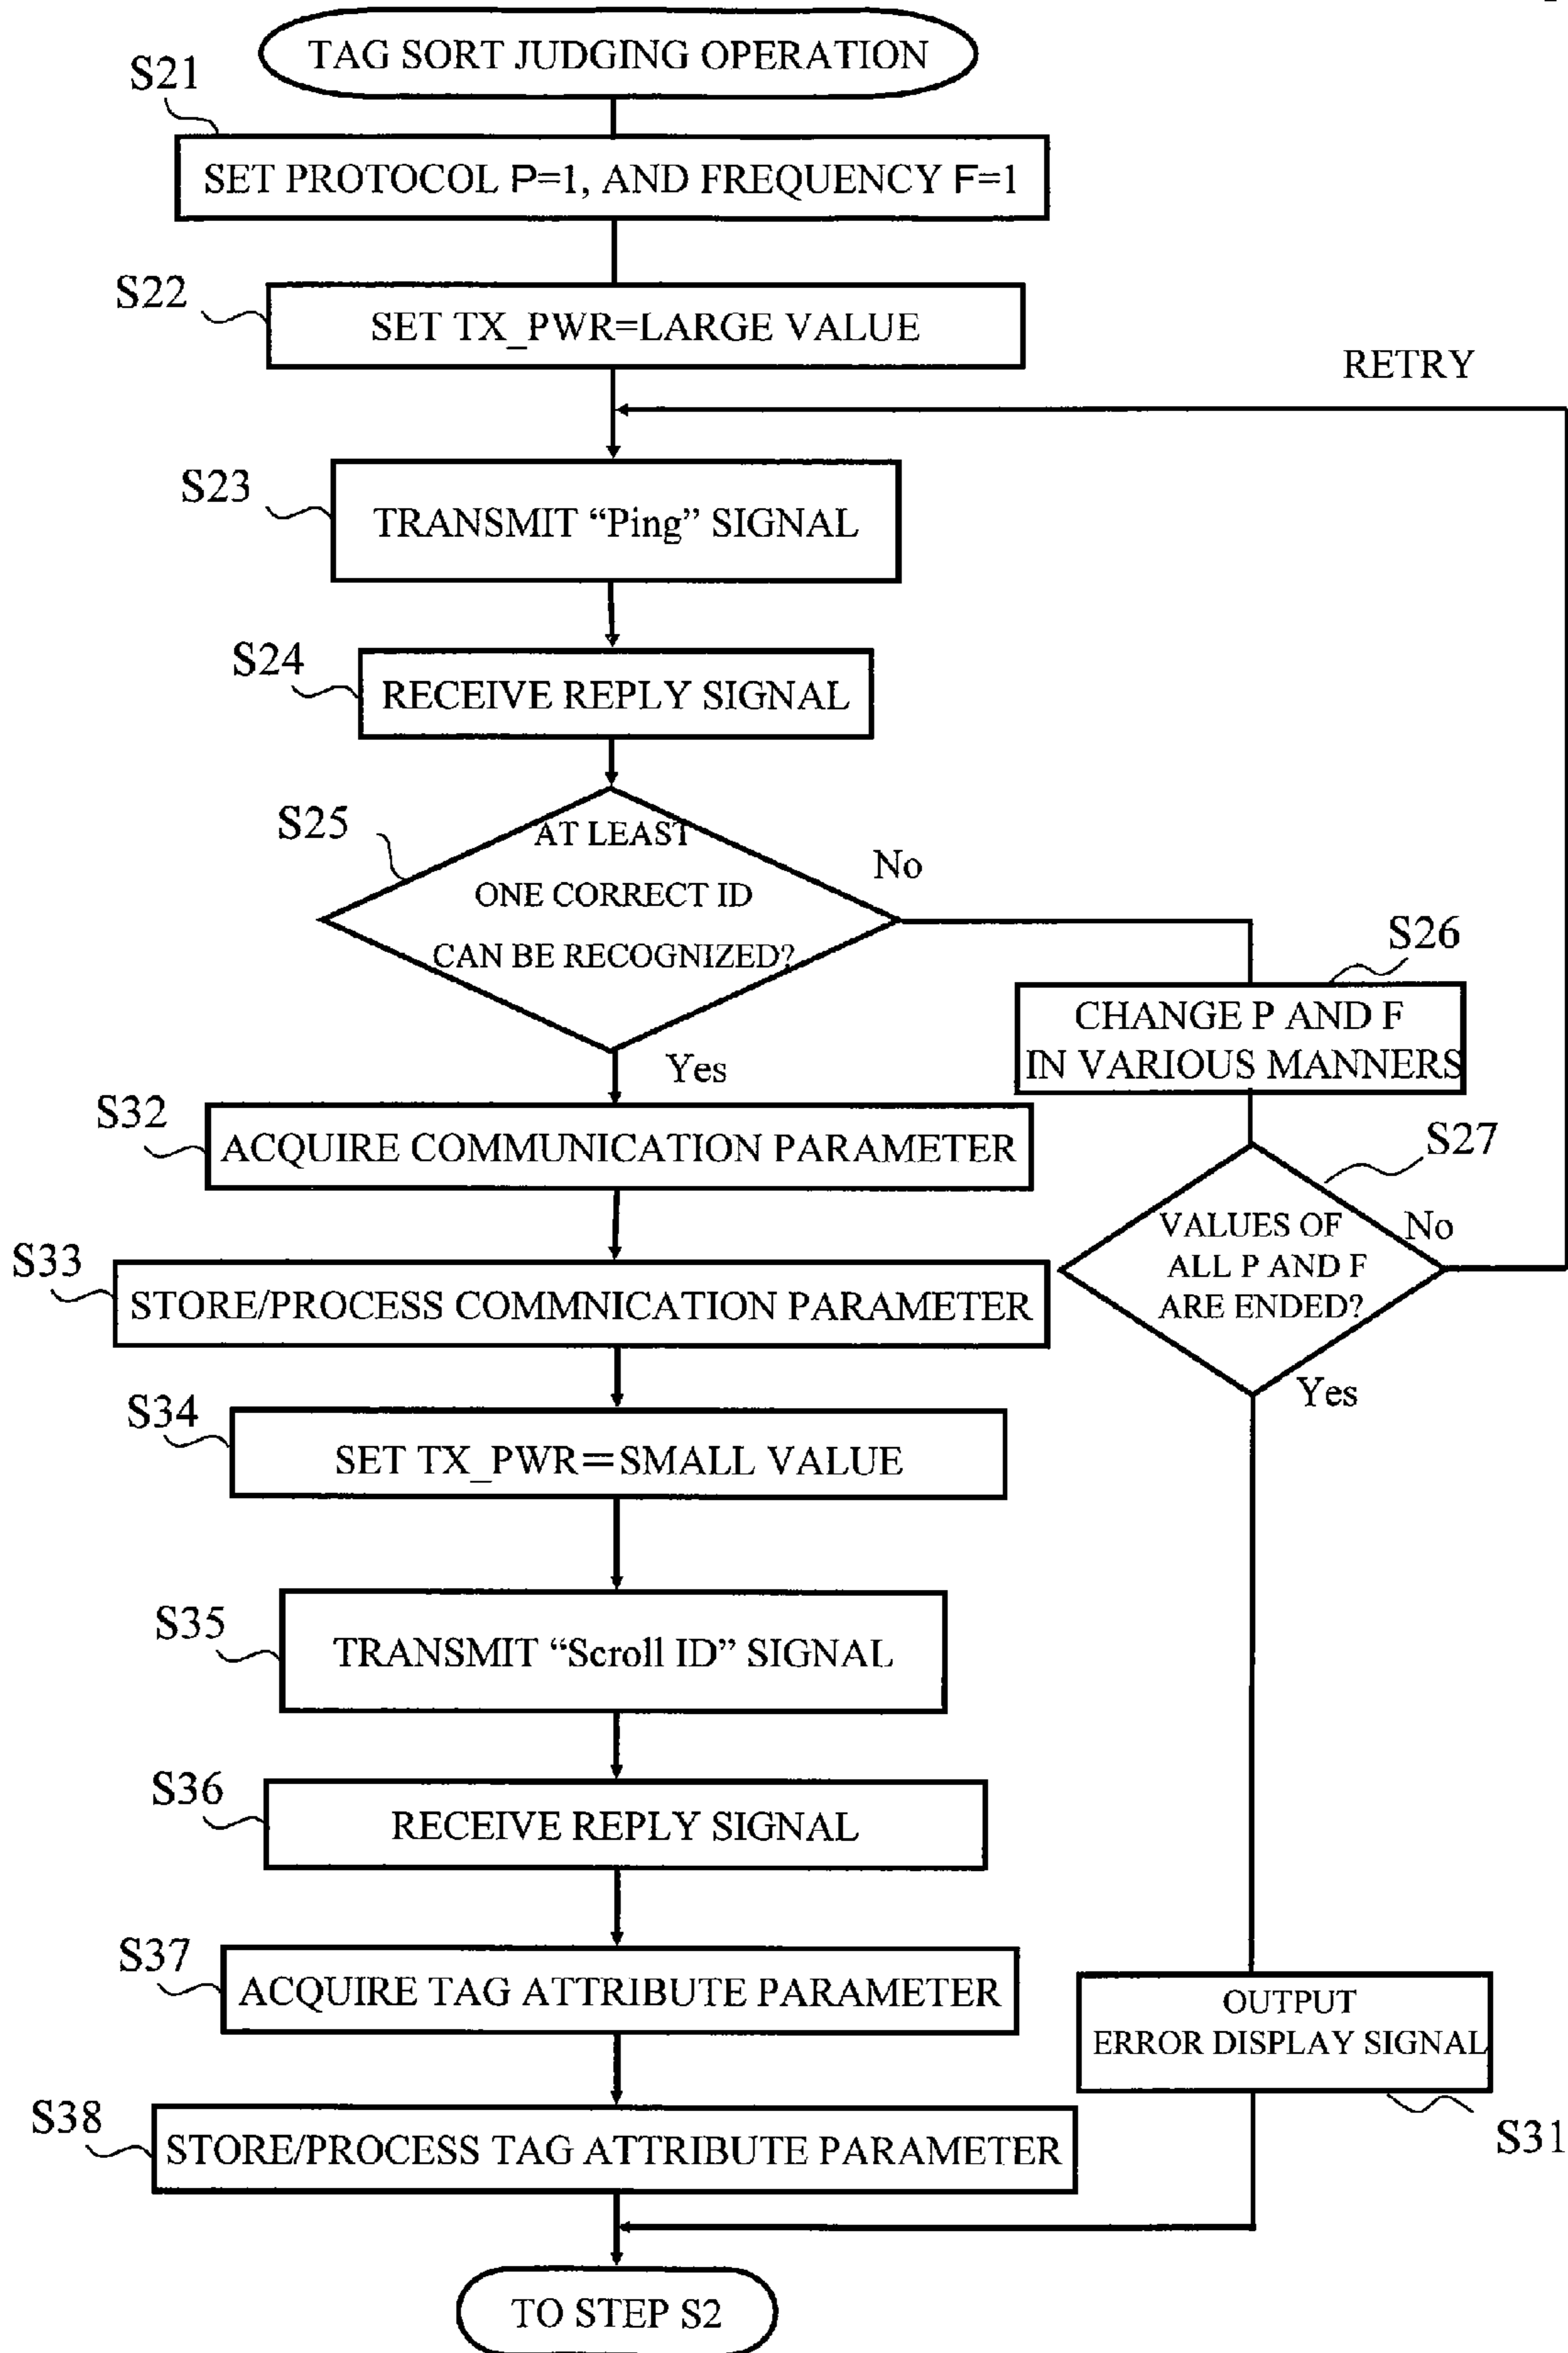 TAG SORT JUDGING OPERATION
S21
SET PROTOCOL P=1, AND FREQUENCY F=1
S22
SET TX_PWR=LARGE VALUE
RETRY
S23
TRANSMIT “Ping” SIGNAL
S24
RECEIVE REPLY SIGNAL
S25
AT LEAST
ONE CORRECT ID
CAN BE RECOGNIZED?
No
S26
CHANGE P AND F
IN VARIOUS MANNERS
Yes
S32
ACQUIRE COMMUNICATION PARAMETER
S27
VALUES OF
ALL P AND F
ARE ENDED?
No
Yes
S33
STORE/PROCESS COMMNICATION PARAMETER
S34
SET TX_PWR=SMALL VALUE
S35
TRANSMIT “Scroll ID” SIGNAL
S36
RECEIVE REPLY SIGNAL
S37
ACQUIRE TAG ATTRIBUTE PARAMETER
OUTPUT
ERROR DISPLAY SIGNAL
S31
S38
STORE/PROCESS TAG ATTRIBUTE PARAMETER
TO STEP S2